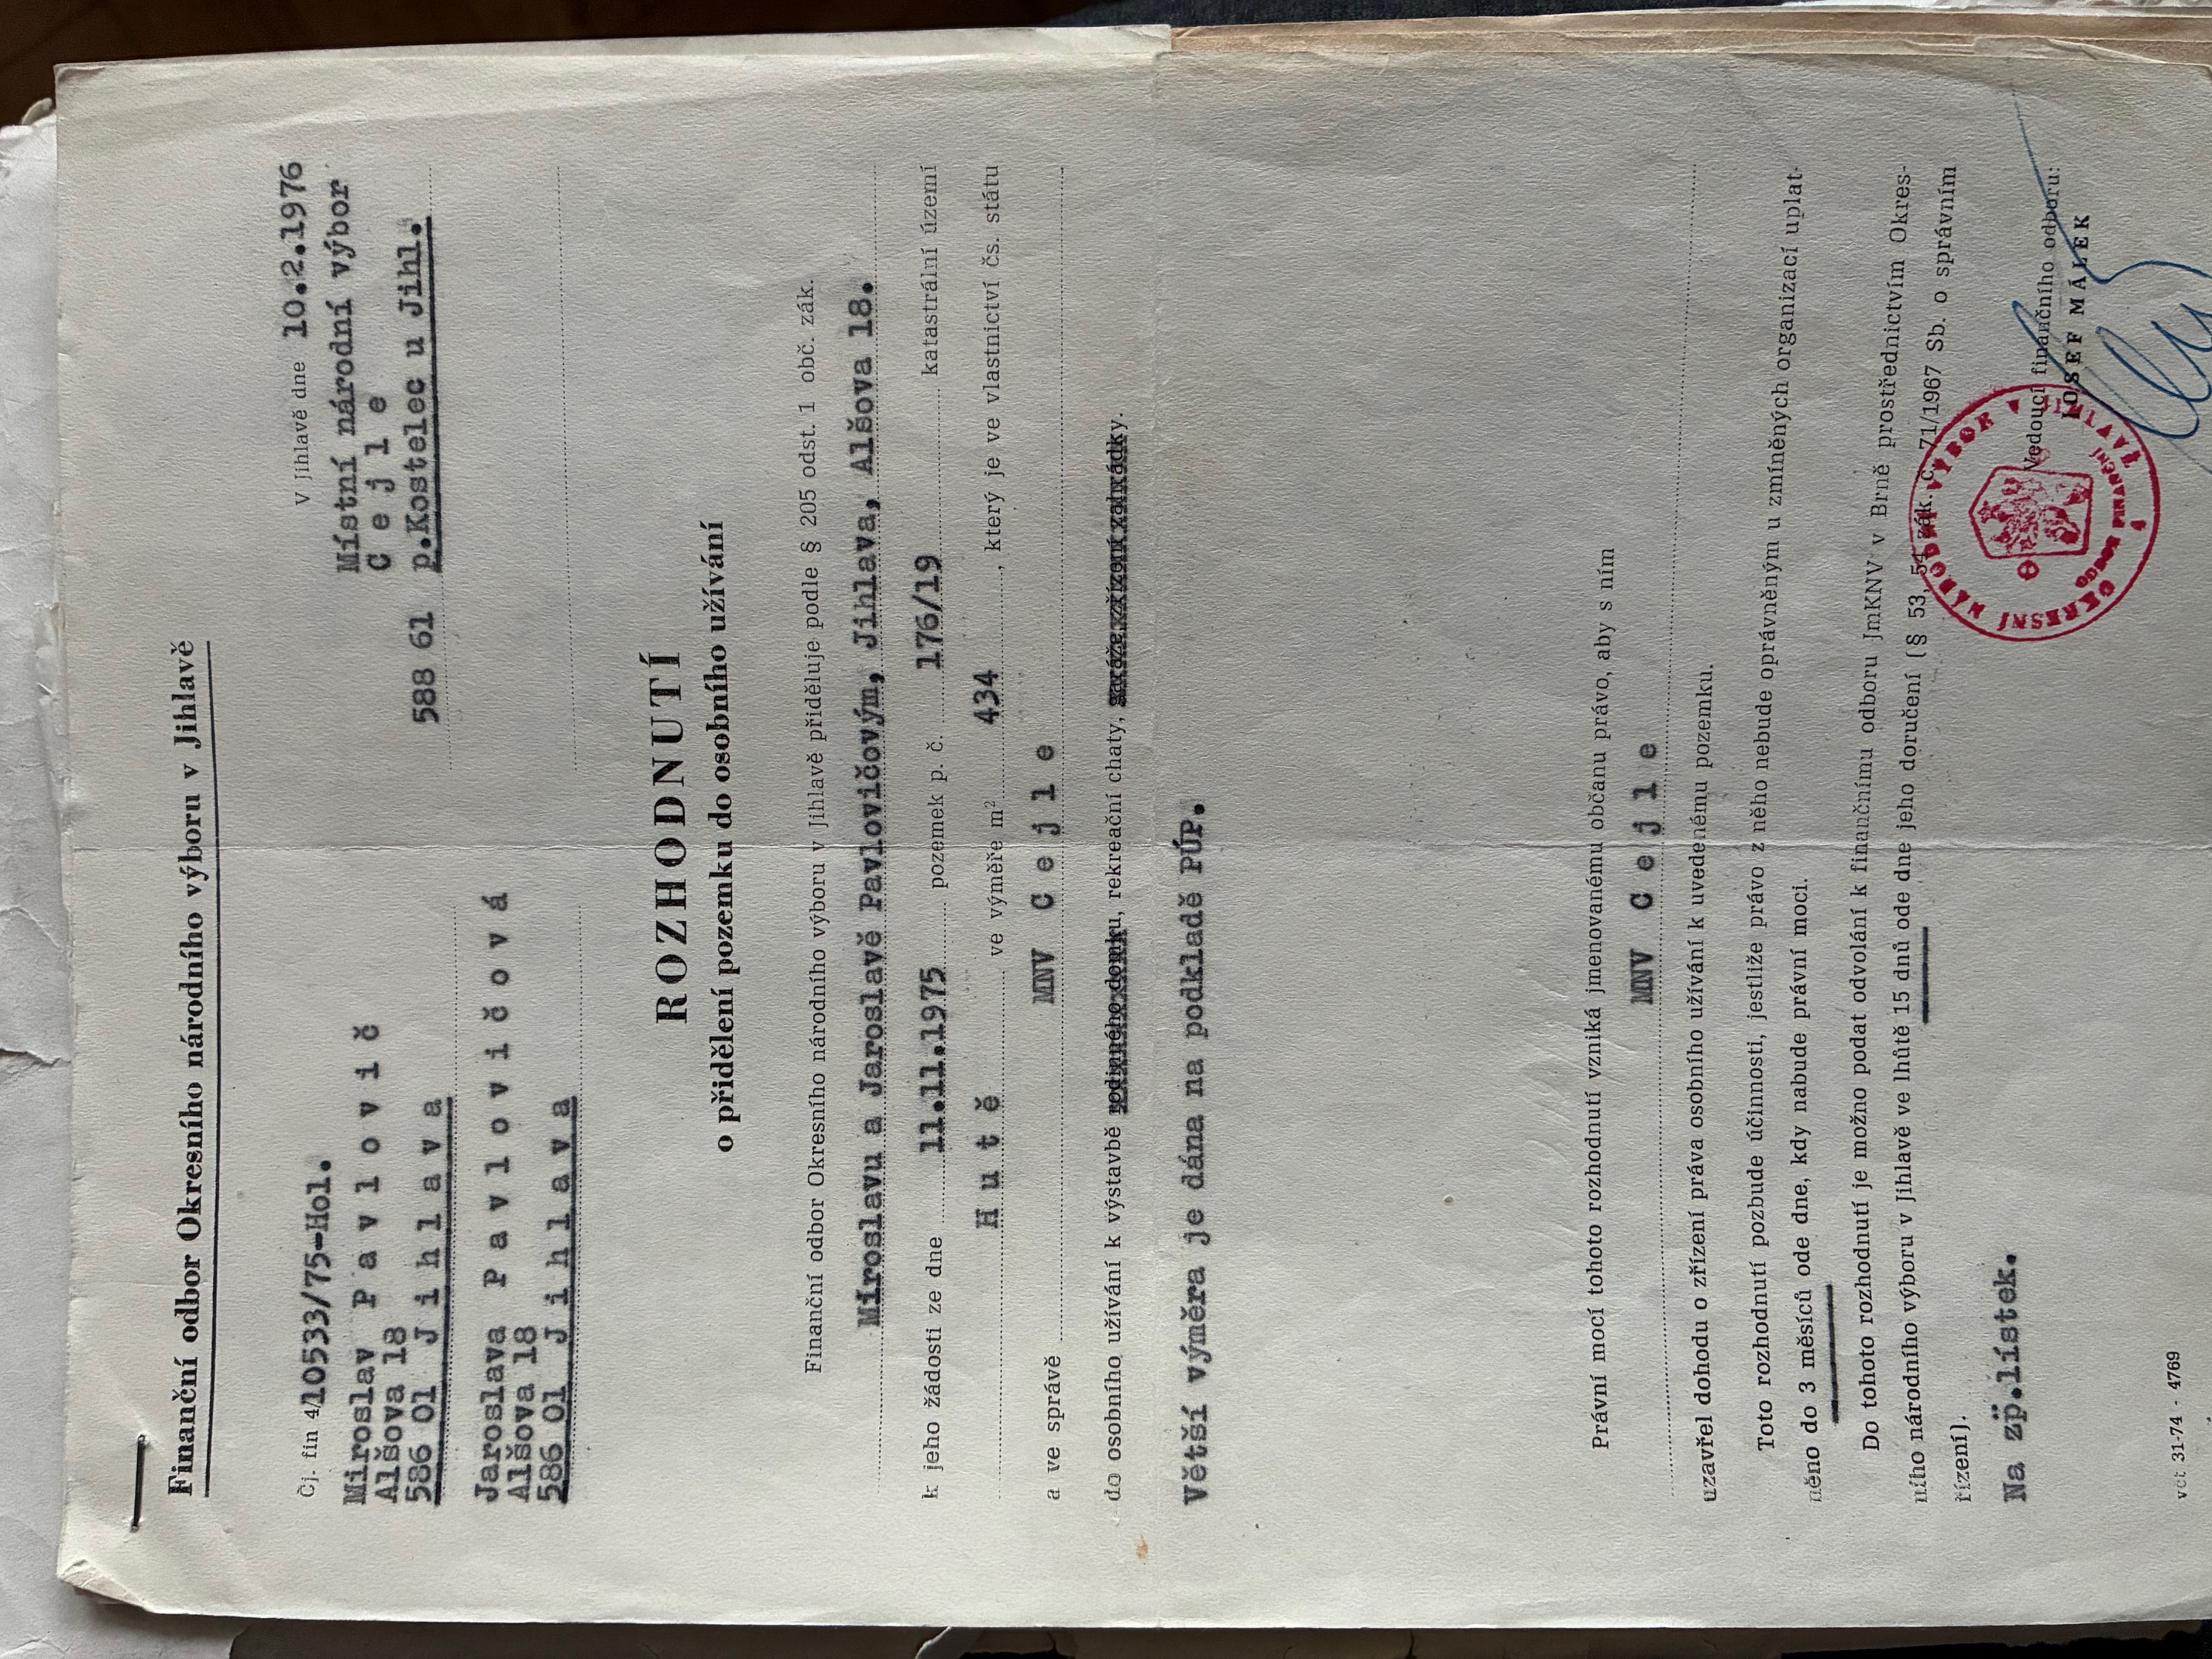 Finanční odbor Okresního národního výboru v Jihlavě
Čj. fin 4/10533/75-Hol.
V Jihlavě dne 10.2.1976
Miroslav P a v l o v i č
Alšova 18
586 01 J i h l a v a
Místní národní výbor
C e j l e
588 61 p.Kostelec u Jihl.
Jaroslava P a v l o v i č o v á
Alšova 18
586 01 J i h l a v a
ROZHODNUTÍ
o přidělení pozemku do osobního užívání
Finanční odbor Okresního národního výboru v Jihlavě přiděluje podle § 205 odst. 1 obč. zák.
Miroslavu a Jaroslavě Pavlovičovým, Jihlava, Alšova 18.
k jeho žádosti ze dne 11.11.1975 pozemek p. č. 176/19 katastrální území
H u t ě ve výměře m² 434, který je ve vlastnictví čs. státu
a ve správě MNV C e j l e
do osobního užívání k výstavbě rodinného domku, rekreační chaty, garáže, zřízení zahrádky.
Větší výměra je dána na podkladě PÚP.
Právní mocí tohoto rozhodnutí vzniká jmenovanému občanu právo, aby s ním
MNV C e j l e
uzavřel dohodu o zřízení práva osobního užívání k uvedenému pozemku.
Toto rozhodnutí pozbude účinnosti, jestliže právo z něho nebude oprávněným u zmíněných organizací uplat-
něno do 3 měsíců ode dne, kdy nabude právní moci.
Do tohoto rozhodnutí je možno podat odvolání k finančnímu odboru JmKNV v Brně prostřednictvím Okres-
ního národního výboru v Jihlavě ve lhůtě 15 dnů ode dne jeho doručení (§ 53, 54 zák. č. 71/1967 Sb. o správním
řízení).
Na zp.lístek.
Vedoucí finančního odboru:
JOSEF MÁLEK
OKRESNÍ NÁRODNÍ VÝBOR JIHLAVA
FINANČNÍ ODBOR
vct 31-74 - 4769